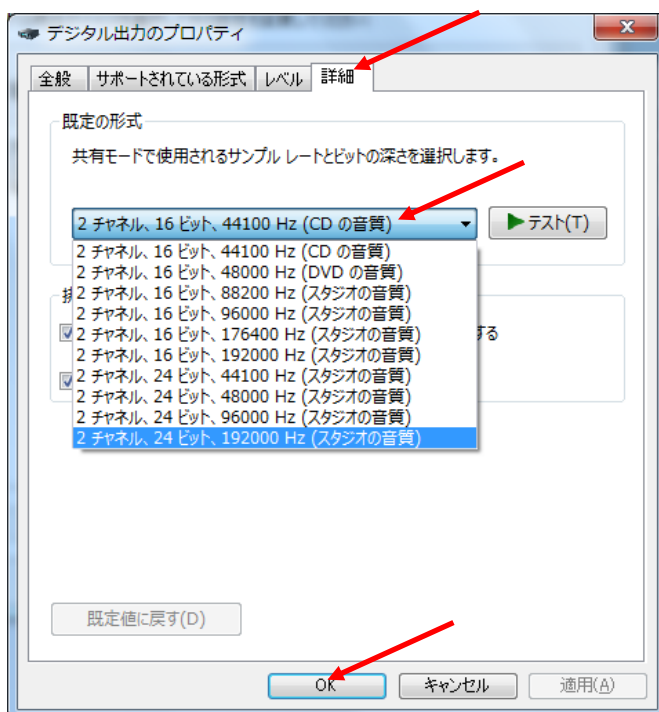 デジタル出力のプロパティ
全般 サポートされている形式 レベル 詳細
既定の形式
共有モードで使用されるサンプル レートとビットの深さを選択します。
2 チャネル、16 ビット、44100 Hz (CD の音質)
テスト(T)
2 チャネル、16 ビット、44100 Hz (CD の音質)
2 チャネル、16 ビット、48000 Hz (DVD の音質)
2 チャネル、16 ビット、88200 Hz (スタジオの音質)
2 チャネル、16 ビット、96000 Hz (スタジオの音質)
2 チャネル、16 ビット、176400 Hz (スタジオの音質)
する
2 チャネル、16 ビット、192000 Hz (スタジオの音質)
2 チャネル、24 ビット、44100 Hz (スタジオの音質)
2 チャネル、24 ビット、48000 Hz (スタジオの音質)
2 チャネル、24 ビット、96000 Hz (スタジオの音質)
2 チャネル、24 ビット、192000 Hz (スタジオの音質)
既定値に戻す(D)
OK キャンセル 適用(A)